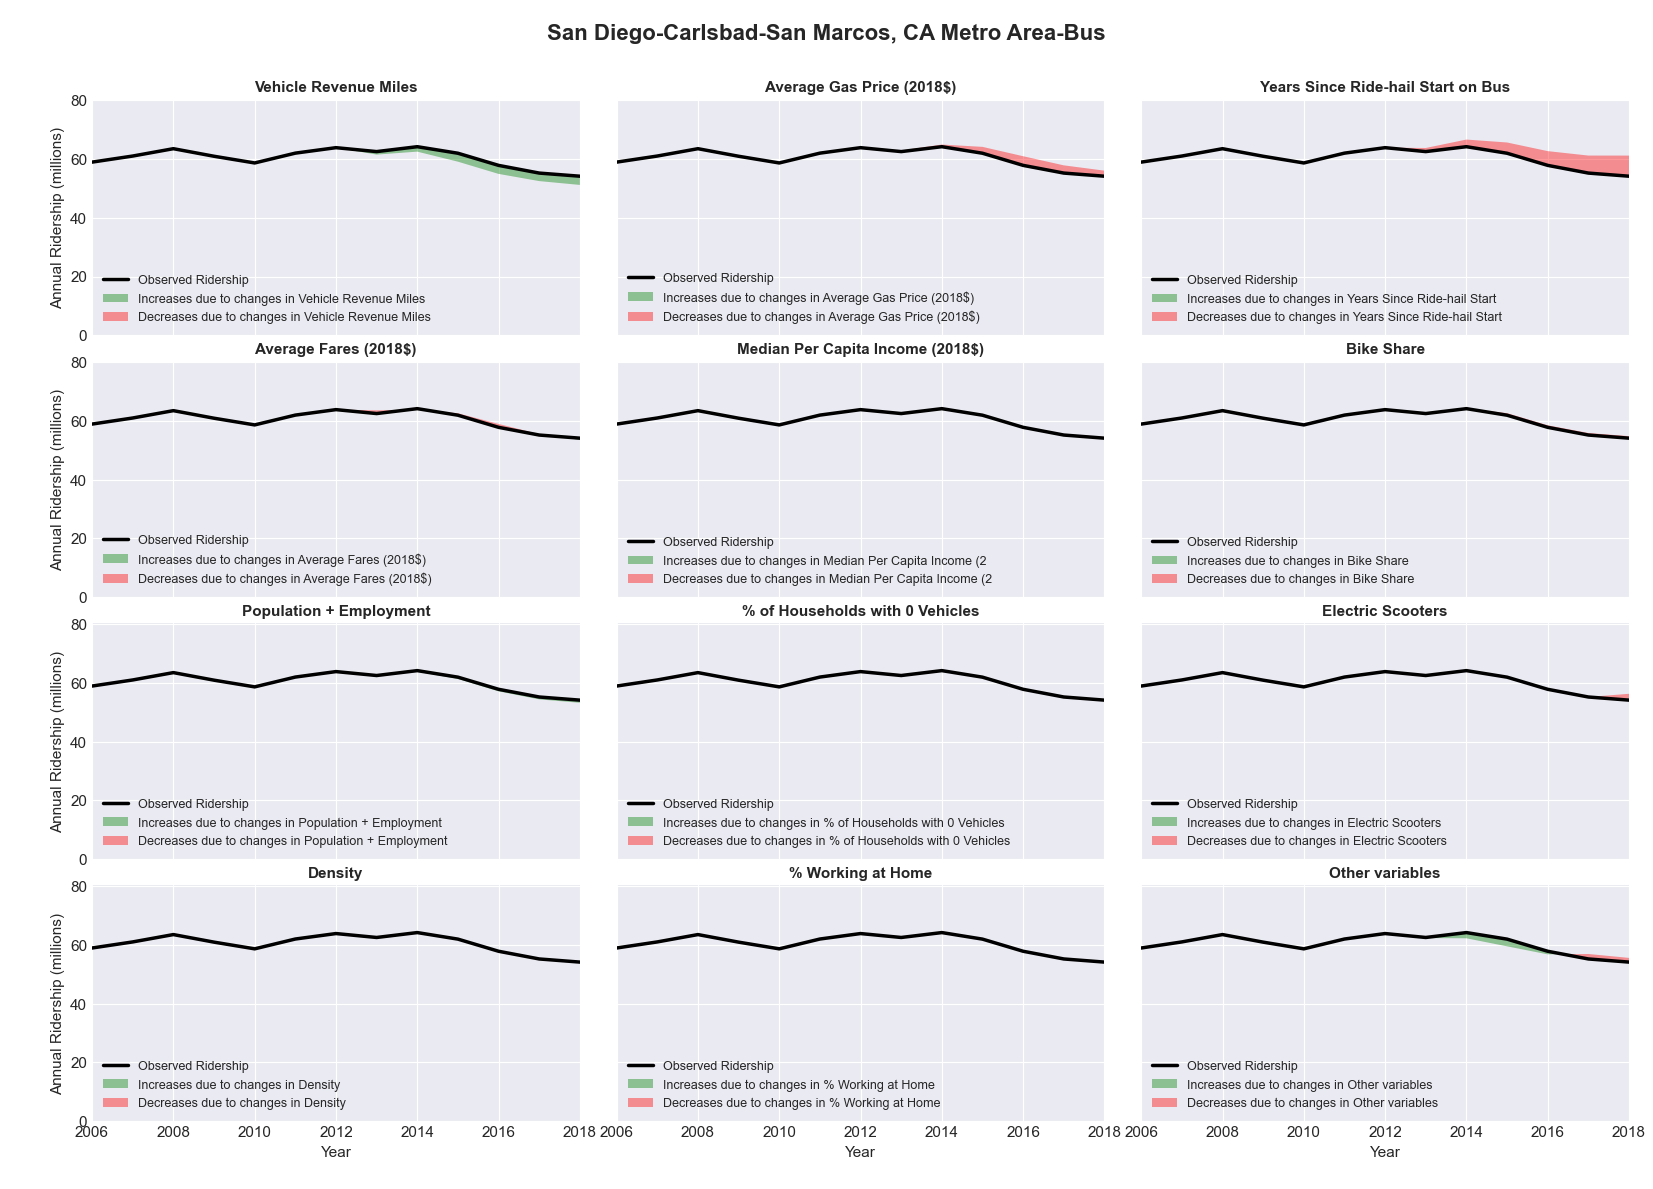 San Diego-Carlsbad-San Marcos, CA Metro Area-Bus
Vehicle Revenue Miles
Average Gas Price (2018$)
Years Since Ride-hail Start on Bus
Annual Ridership (millions)
80
60
40
20
0
Observed Ridership
Increases due to changes in Vehicle Revenue Miles
Decreases due to changes in Vehicle Revenue Miles
Observed Ridership
Increases due to changes in Average Gas Price (2018$)
Decreases due to changes in Average Gas Price (2018$)
Observed Ridership
Increases due to changes in Years Since Ride-hail Start
Decreases due to changes in Years Since Ride-hail Start
Average Fares (2018$)
Median Per Capita Income (2018$)
Bike Share
Annual Ridership (millions)
80
60
40
20
0
Observed Ridership
Increases due to changes in Average Fares (2018$)
Decreases due to changes in Average Fares (2018$)
Observed Ridership
Increases due to changes in Median Per Capita Income (2
Decreases due to changes in Median Per Capita Income (2
Observed Ridership
Increases due to changes in Bike Share
Decreases due to changes in Bike Share
Population + Employment
% of Households with 0 Vehicles
Electric Scooters
Annual Ridership (millions)
80
60
40
20
0
Observed Ridership
Increases due to changes in Population + Employment
Decreases due to changes in Population + Employment
Observed Ridership
Increases due to changes in % of Households with 0 Vehicles
Decreases due to changes in % of Households with 0 Vehicles
Observed Ridership
Increases due to changes in Electric Scooters
Decreases due to changes in Electric Scooters
Density
% Working at Home
Other variables
Annual Ridership (millions)
80
60
40
20
0
Observed Ridership
Increases due to changes in Density
Decreases due to changes in Density
Observed Ridership
Increases due to changes in % Working at Home
Decreases due to changes in % Working at Home
Observed Ridership
Increases due to changes in Other variables
Decreases due to changes in Other variables
2006 2008 2010 2012 2014 2016 2018
2006 2008 2010 2012 2014 2016 2018
2006 2008 2010 2012 2014 2016 2018
Year
Year
Year